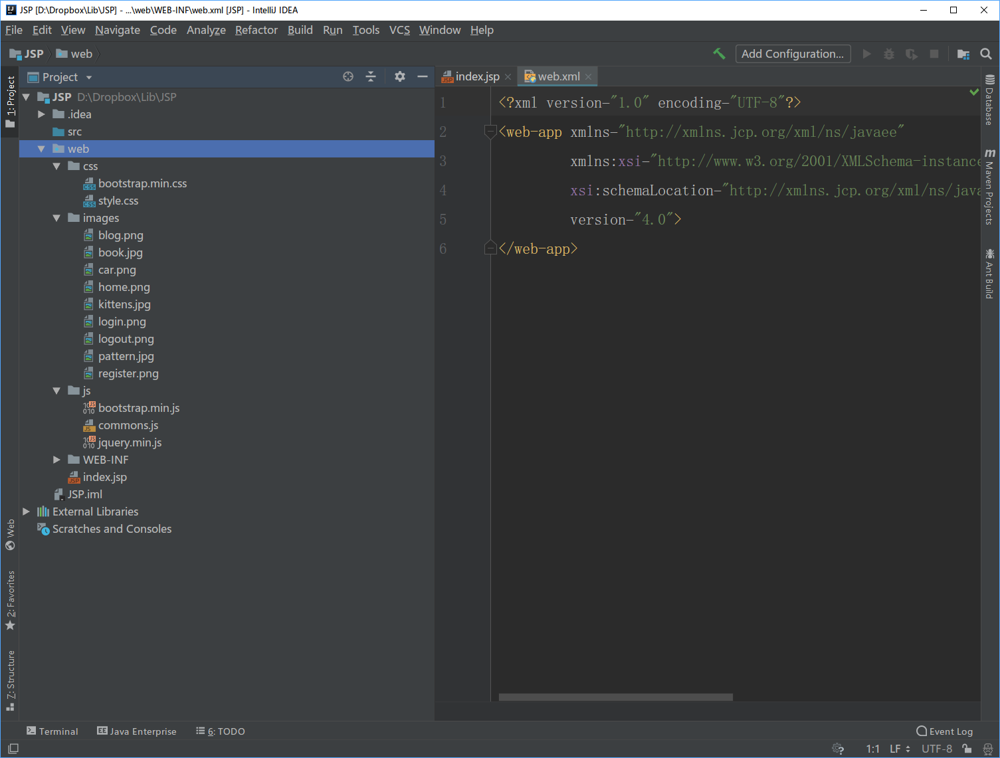 JSP [D:\Dropbox\Lib\JSP] - ...\web\WEB-INF\web.xml [JSP] - IntelliJ IDEA
File Edit View Navigate Code Analyze Refactor Build Run Tools VCS Window Help
JSP web Add Configuration...
1: Project
Project
JSP D:\Dropbox\Lib\JSP
.idea
src
web
css
bootstrap.min.css
style.css
images
blog.png
book.jpg
car.png
home.png
kittens.jpg
login.png
logout.png
pattern.jpg
register.png
js
bootstrap.min.js
commons.js
jquery.min.js
WEB-INF
index.jsp
JSP.iml
External Libraries
Scratches and Consoles
Web
2: Favorites
7: Structure
index.jsp web.xml
1 <?xml version="1.0" encoding="UTF-8"?>
2 <web-app xmlns="http://xmlns.jcp.org/xml/ns/javaee"
3 xmlns:xsi="http://www.w3.org/2001/XMLSchema-instance
4 xsi:schemaLocation="http://xmlns.jcp.org/xml/ns/java
5 version="4.0">
6 </web-app>
Database
Maven Projects
Ant Build
Terminal Java Enterprise 6: TODO Event Log
1:1 LF UTF-8